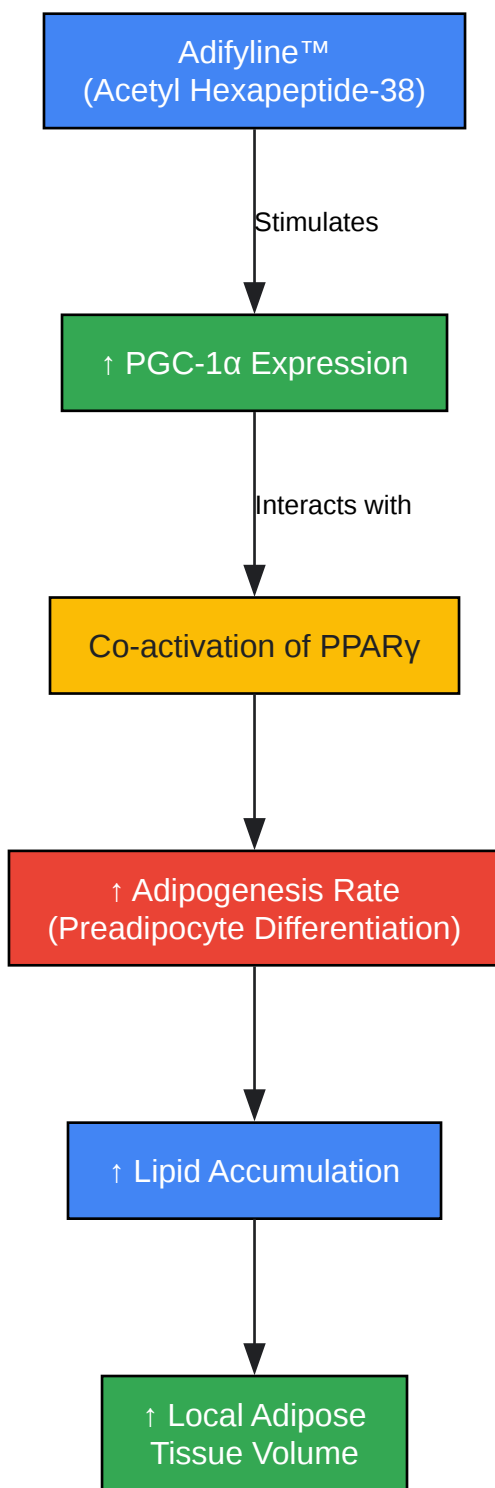 Adifyline™
(Acetyl Hexapeptide-38)
Stimulates
↑ PGC-1α Expression
Interacts with
Co-activation of PPARγ
↑ Adipogenesis Rate
(Preadipocyte Differentiation)
↑ Lipid Accumulation
↑ Local Adipose
Tissue Volume